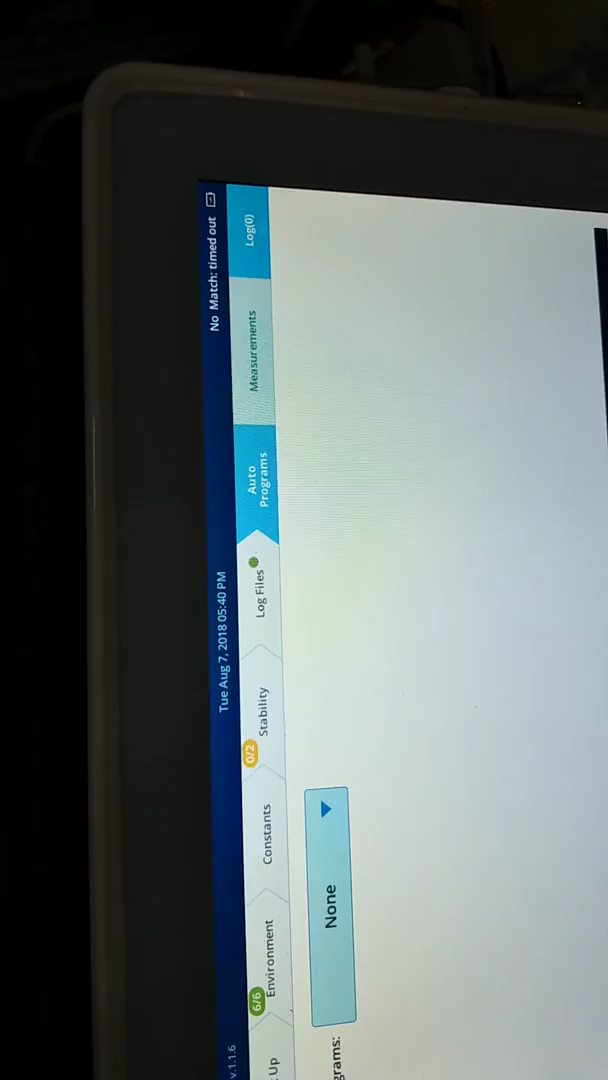 v.1.1.6 Tue Aug 7, 2018 05:40 PM No Match: timed out
Up
6/6
Environment
Constants
0/2
Stability
Log Files
Auto
Programs
Measurements
Log(0)
grams:
None